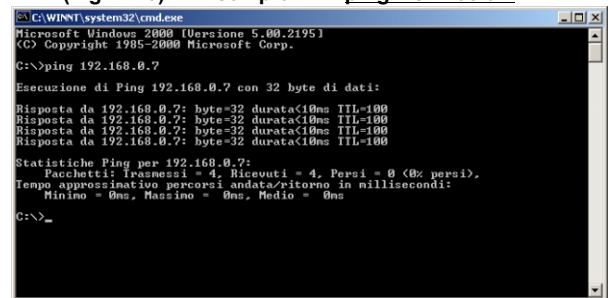 C:\WINNT\system32\cmd.exe
Microsoft Windows 2000 [Versione 5.00.2195]
(C) Copyright 1985-2000 Microsoft Corp.
C:\>ping 192.168.0.7
Esecuzione di Ping 192.168.0.7 con 32 byte di dati:
Risposta da 192.168.0.7: byte=32 durata<10ms TTL=100
Risposta da 192.168.0.7: byte=32 durata<10ms TTL=100
Risposta da 192.168.0.7: byte=32 durata<10ms TTL=100
Risposta da 192.168.0.7: byte=32 durata<10ms TTL=100
Statistiche Ping per 192.168.0.7:
Pacchetti: Trasmessi = 4, Ricevuti = 4, Persi = 0 (0% persi),
Tempo approssimativo percorsi andata/ritorno in millisecondi:
Minimo = 0ms, Massimo = 0ms, Medio = 0ms
C:\>_